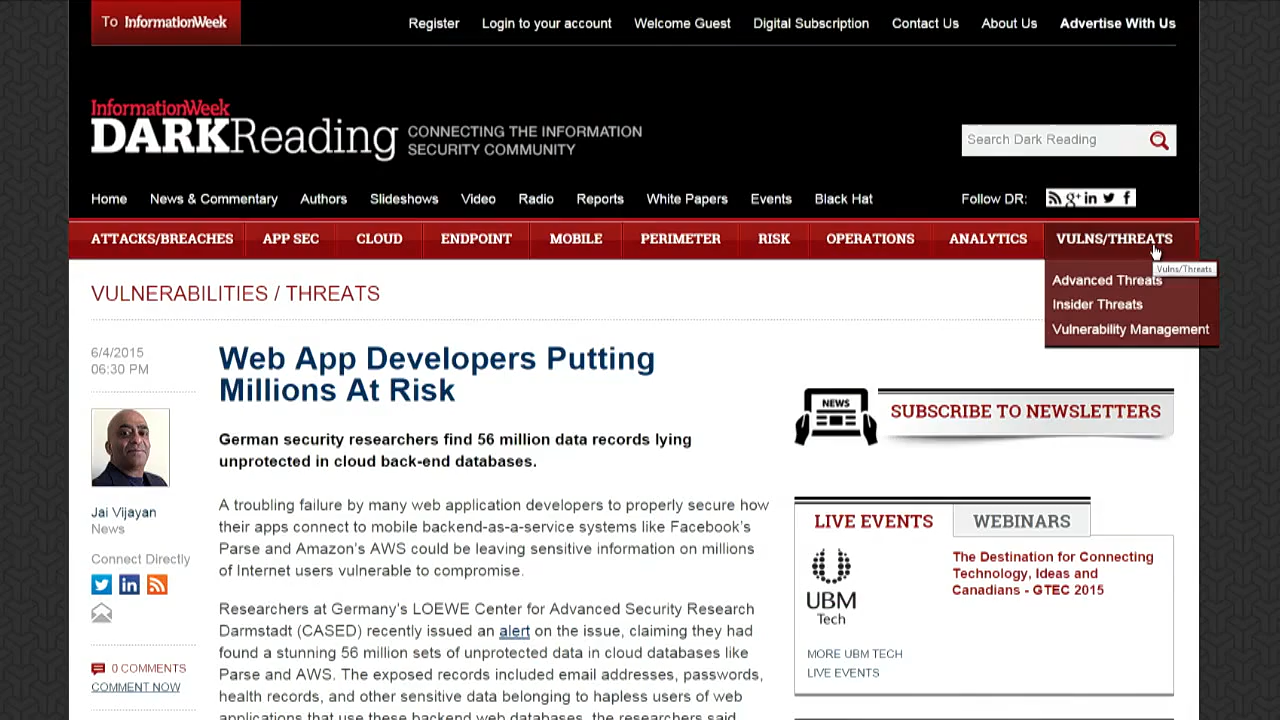 To InformationWeek
Register Login to your account Welcome Guest Digital Subscription Contact Us About Us Advertise With Us
InformationWeek
DARKReading
CONNECTING THE INFORMATION
SECURITY COMMUNITY
Search Dark Reading
Home News & Commentary Authors Slideshows Video Radio Reports White Papers Events Black Hat Follow DR:
ATTACKS/BREACHES APP SEC CLOUD ENDPOINT MOBILE PERIMETER RISK OPERATIONS ANALYTICS VULNS/THREATS
Vulns/Threats
Advanced Threats
Insider Threats
Vulnerability Management
VULNERABILITIES / THREATS
6/4/2015
06:30 PM
Jai Vijayan
News
Connect Directly
0 COMMENTS
COMMENT NOW
Web App Developers Putting
Millions At Risk
German security researchers find 56 million data records lying
unprotected in cloud back-end databases.
A troubling failure by many web application developers to properly secure how
their apps connect to mobile backend-as-a-service systems like Facebook's
Parse and Amazon's AWS could be leaving sensitive information on millions
of Internet users vulnerable to compromise.
Researchers at Germany's LOEWE Center for Advanced Security Research
Darmstadt (CASED) recently issued an alert on the issue, claiming they had
found a stunning 56 million sets of unprotected data in cloud databases like
Parse and AWS. The exposed records included email addresses, passwords,
health records, and other sensitive data belonging to hapless users of web
applications that use these backend web databases, the researchers said
NEWS
SUBSCRIBE TO NEWSLETTERS
LIVE EVENTS WEBINARS
UBM
Tech
The Destination for Connecting
Technology, Ideas and
Canadians - GTEC 2015
MORE UBM TECH
LIVE EVENTS